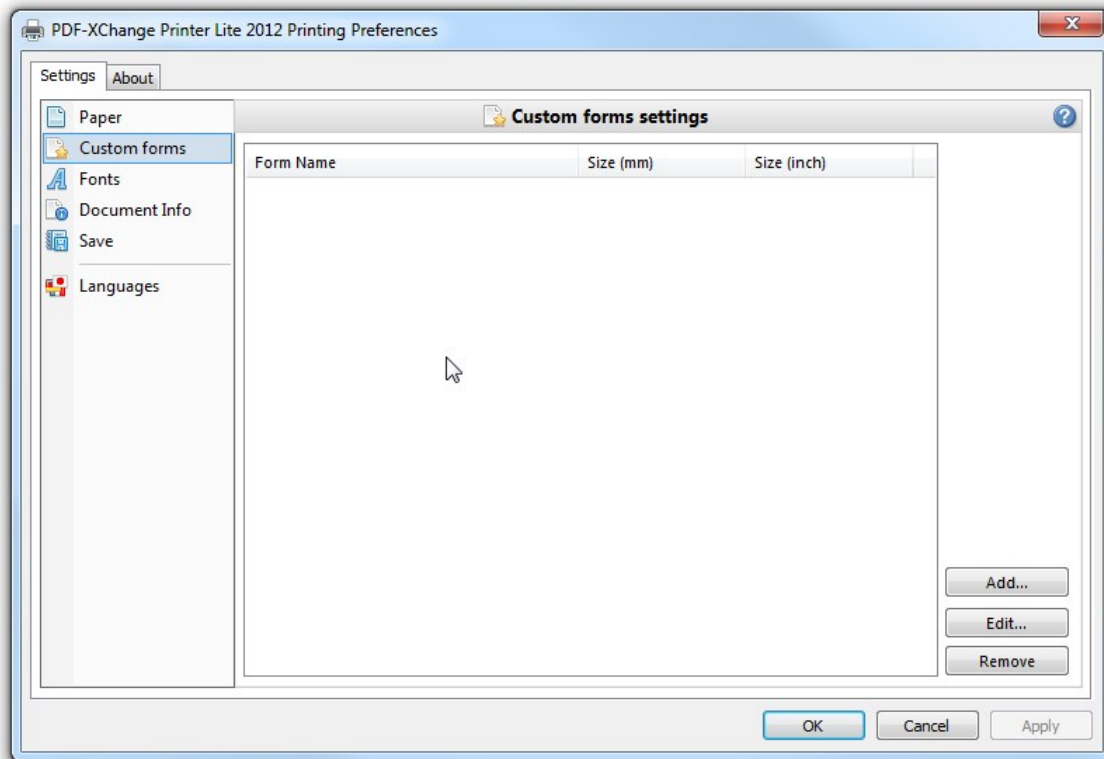 PDF-XChange Printer Lite 2012 Printing Preferences
Settings About
Paper
Custom forms
Fonts
Document Info
Save
Languages
Custom forms settings
Form Name Size (mm) Size (inch)
Add...
Edit...
Remove
OK Cancel Apply